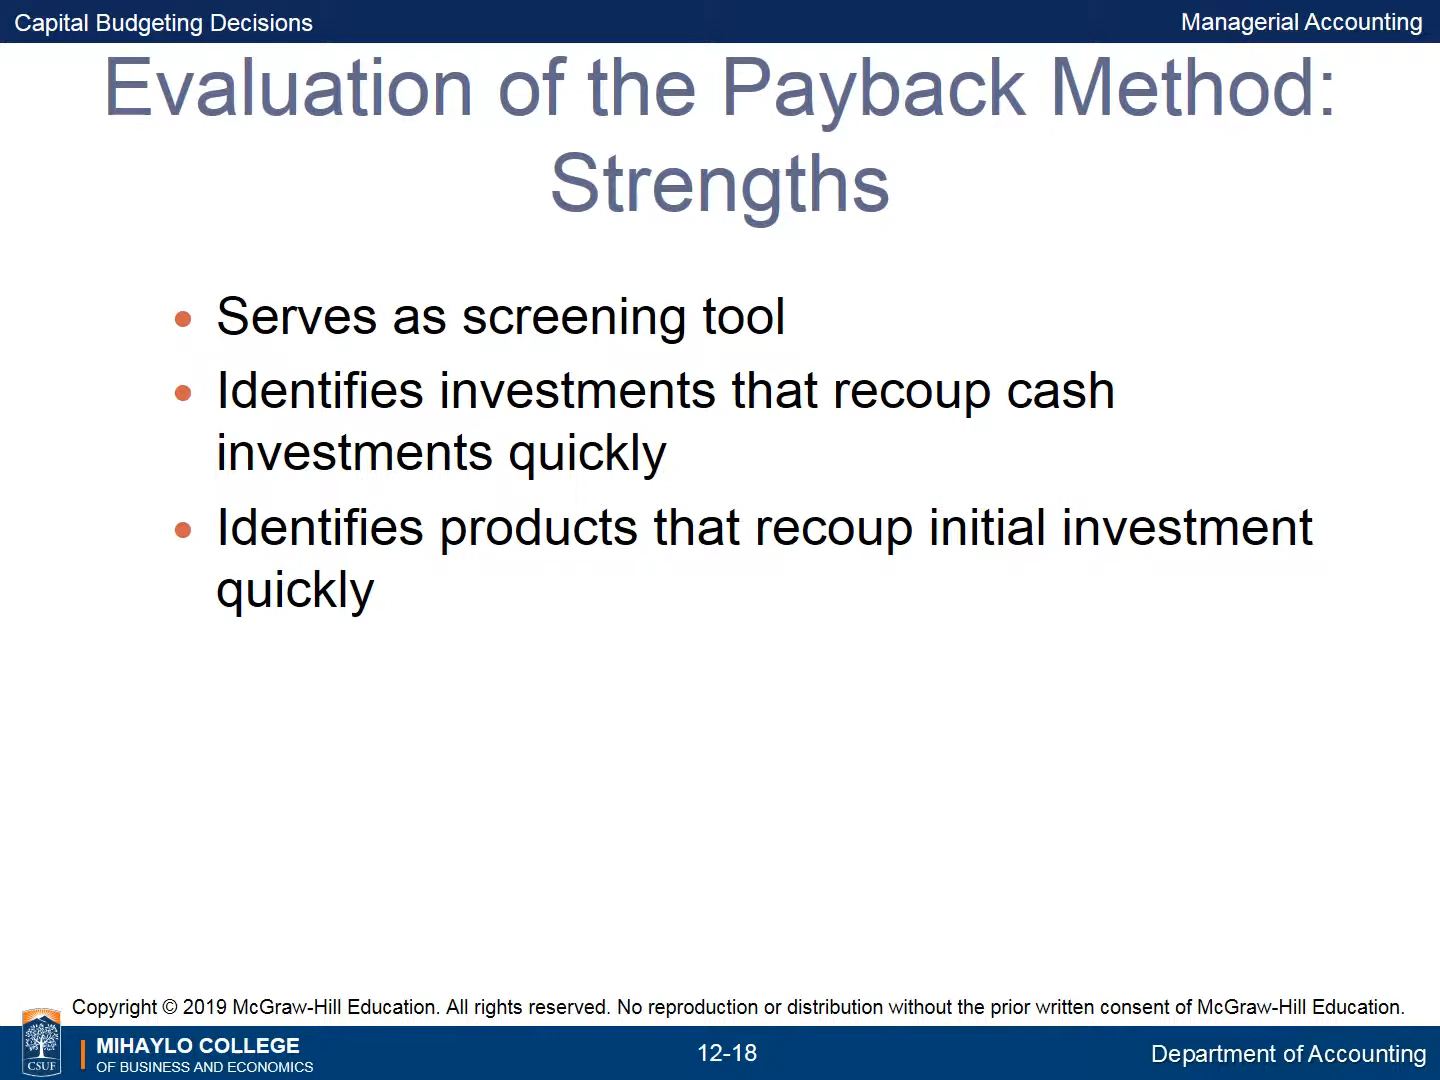 Capital Budgeting Decisions
Managerial Accounting
Evaluation of the Payback Method:
Strengths
• Serves as screening tool
• Identifies investments that recoup cash
investments quickly
• Identifies products that recoup initial investment
quickly
Copyright © 2019 McGraw-Hill Education. All rights reserved. No reproduction or distribution without the prior written consent of McGraw-Hill Education.
CSUF
MIHAYLO COLLEGE
OF BUSINESS AND ECONOMICS
12-18
Department of Accounting